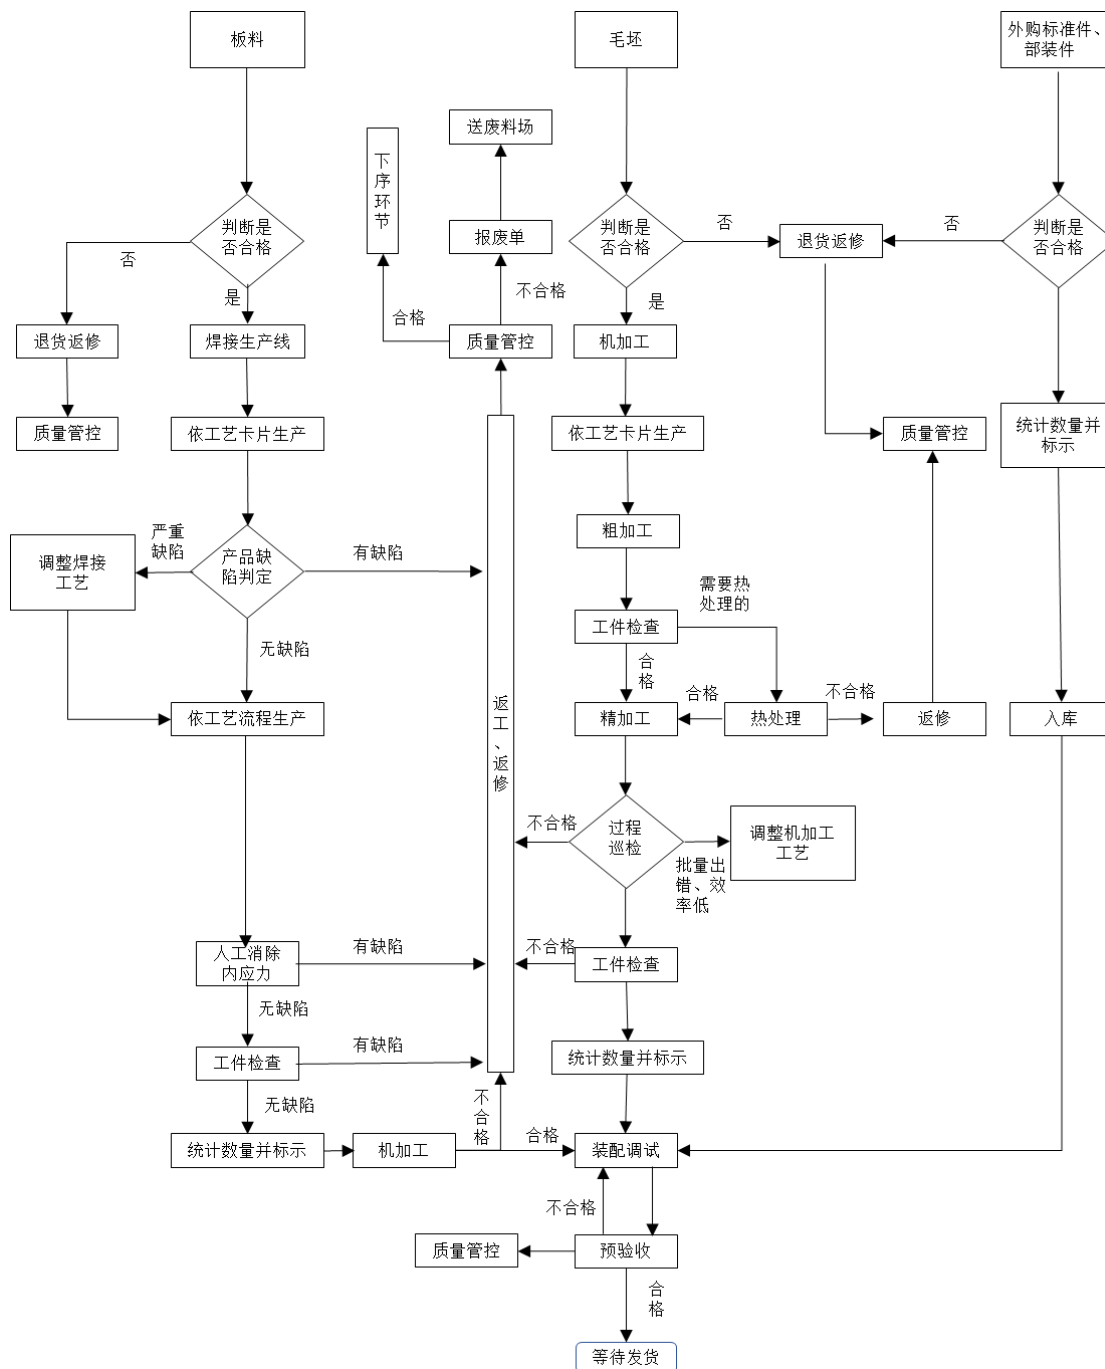 板料
毛坯
外购标准件、
部装件
送废料场
下
序
环
节
判断是
否合格
报废单
判断是
否合格
否
退货返修
否
判断是
否合格
否
是
不合格
合格
是
退货返修
焊接生产线
质量管控
机加工
质量管控
依工艺卡片生产
依工艺卡片生产
质量管控
统计数量并
标示
严重
缺陷
调整焊接
工艺
产品缺
陷判定
有缺陷
粗加工
需要热
处理的
工件检查
无缺陷
合
格
依工艺流程生产
返
工
、
返
修
精加工
合格
热处理
不合格
返修
入库
不合格
过程
巡检
调整机加工
工艺
批量出
错、效
率低
人工消除
内应力
有缺陷
不合格
工件检查
无缺陷
工件检查
有缺陷
统计数量并标示
无缺陷
不
合
格
统计数量并标示
机加工
合格
装配调试
不合格
质量管控
预验收
合
格
等待发货